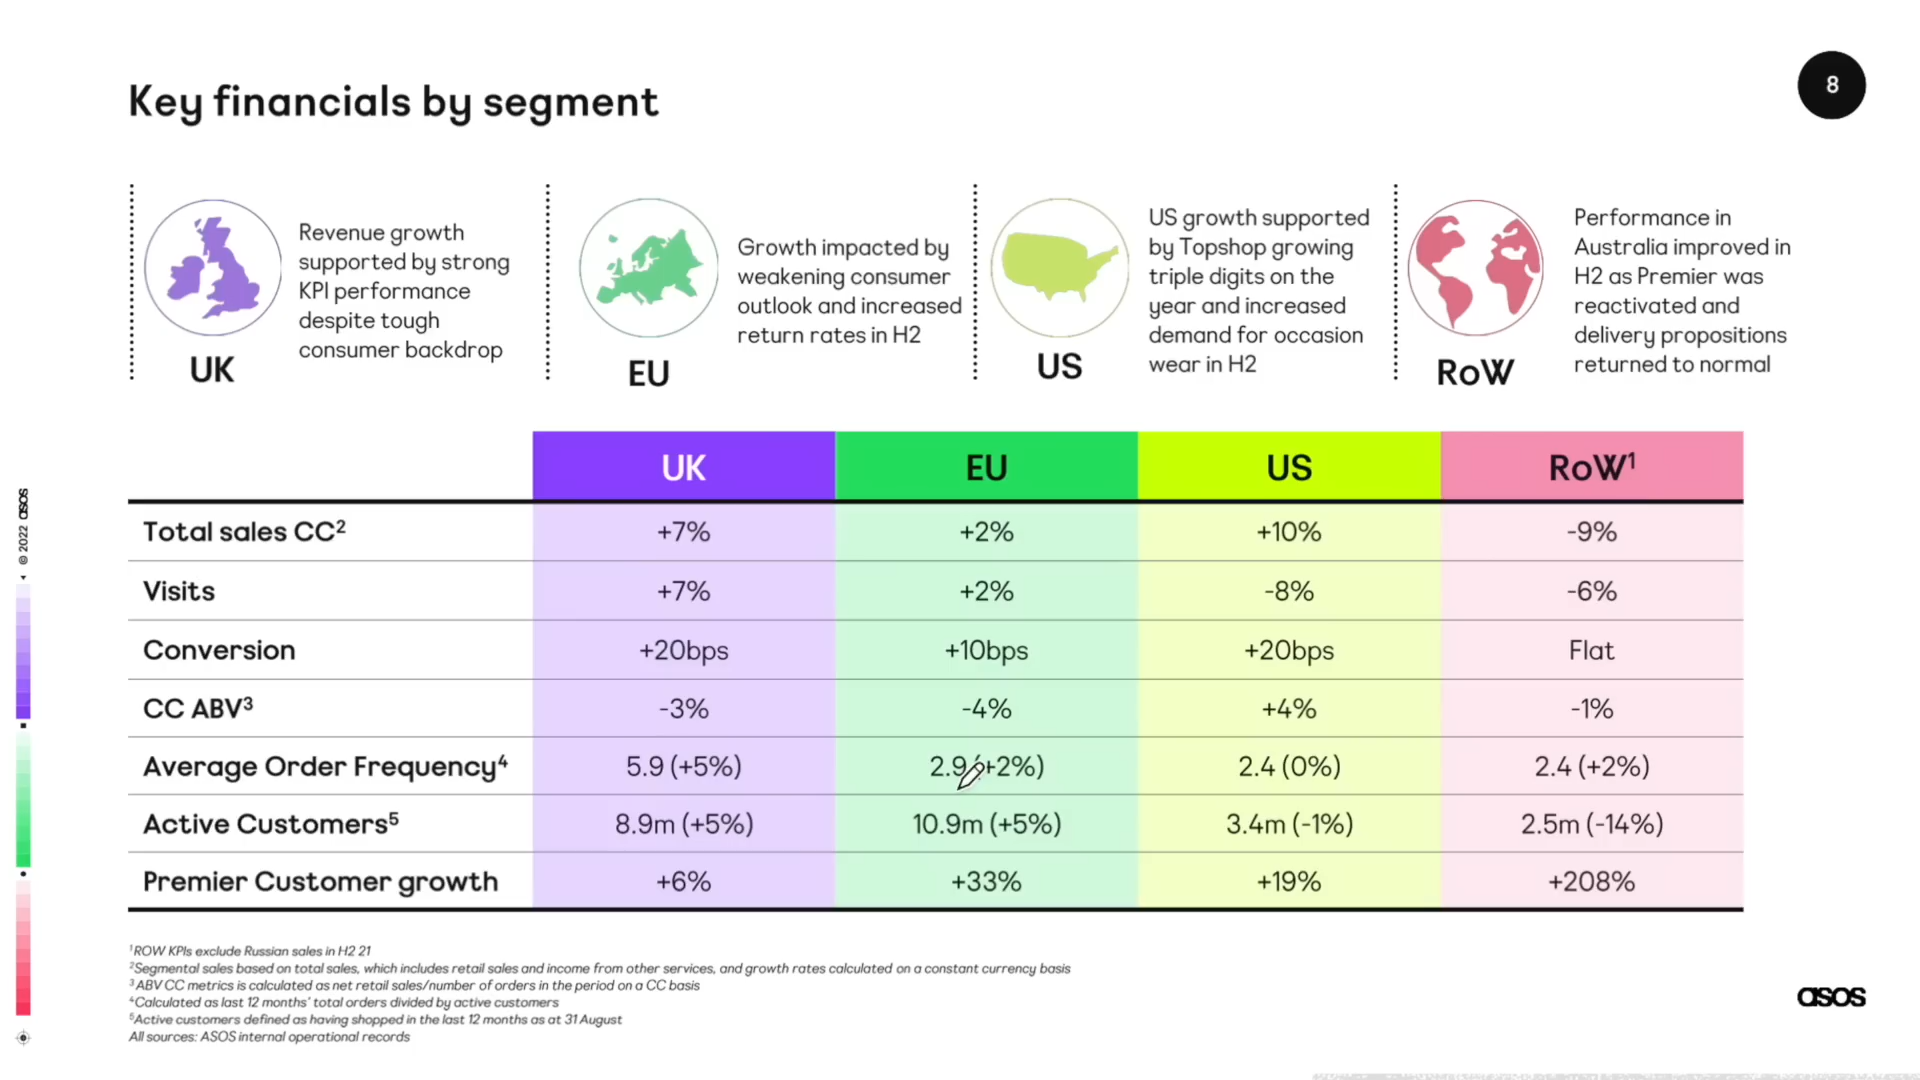 Key financials by segment
8
Revenue growth
supported by strong
KPI performance
despite tough
consumer backdrop
UK
Growth impacted by
weakening consumer
outlook and increased
return rates in H2
EU
US growth supported
by Topshop growing
triple digits on the
year and increased
demand for occasion
wear in H2
US
Performance in
Australia improved in
H2 as Premier was
reactivated and
delivery propositions
returned to normal
RoW
UK EU US RoW¹
Total sales CC² +7% +2% +10% -9%
Visits +7% +2% -8% -6%
Conversion +20bps +10bps +20bps Flat
CC ABV³ -3% -4% +4% -1%
Average Order Frequency⁴ 5.9 (+5%) 2.9 (+2%) 2.4 (0%) 2.4 (+2%)
Active Customers⁵ 8.9m (+5%) 10.9m (+5%) 3.4m (-1%) 2.5m (-14%)
Premier Customer growth +6% +33% +19% +208%
¹ROW KPIs exclude Russian sales in H2 21
²Segmental sales based on total sales, which includes retail sales and income from other services, and growth rates calculated on a constant currency basis
³ABV CC metrics is calculated as net retail sales/number of orders in the period on a CC basis
⁴Calculated as last 12 months' total orders divided by active customers
⁵Active customers defined as having shopped in the last 12 months as at 31 August
All sources: ASOS internal operational records
© 2022 asos
asos